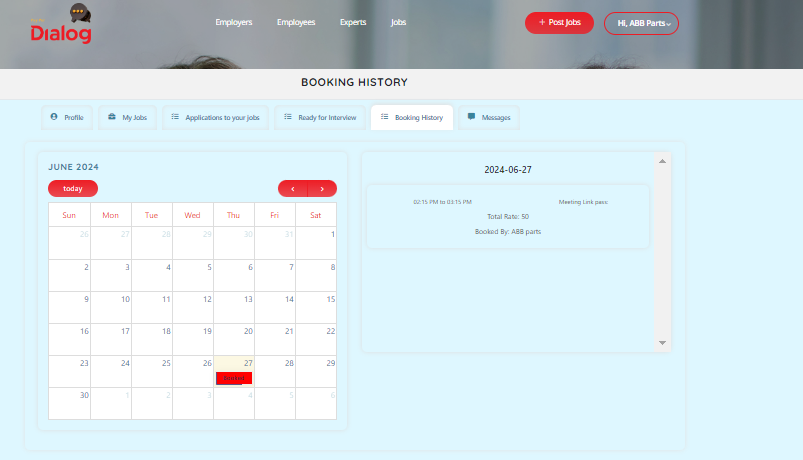 Dialog
Employers Employees Experts Jobs
+ Post Jobs
Hi, ABB Parts
BOOKING HISTORY
Profile
My Jobs
Applications to your jobs
Ready for Interview
Booking History
Messages
JUNE 2024
today
‹ ›
Sun Mon Tue Wed Thu Fri Sat
26 27 28 29 30 31 1
2 3 4 5 6 7 8
9 10 11 12 13 14 15
16 17 18 19 20 21 22
23 24 25 26 27 28 29
30 1 2 3 4 5 6
2024-06-27
02:15 PM to 03:15 PM Meeting Link pass:
Total Rate: 50
Booked By: ABB parts